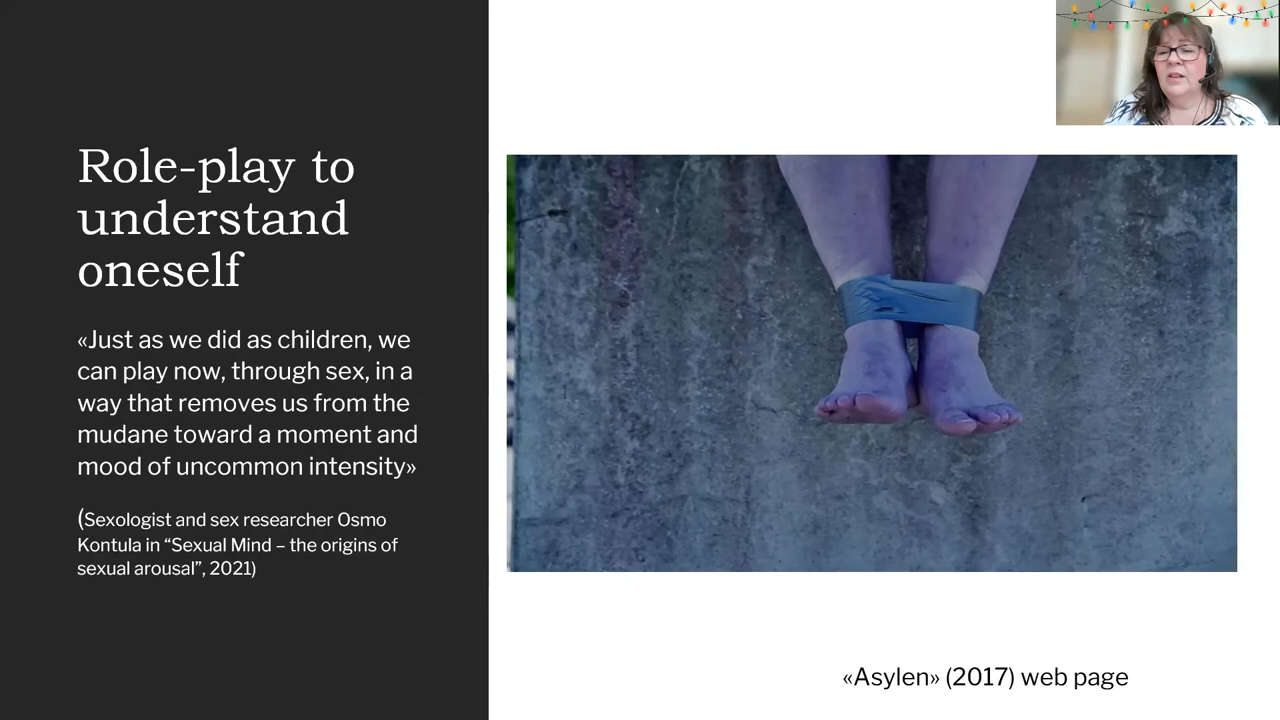 Role-play to
understand
oneself
«Just as we did as children, we
can play now, through sex, in a
way that removes us from the
mudane toward a moment and
mood of uncommon intensity»
(Sexologist and sex researcher Osmo
Kontula in “Sexual Mind – the origins of
sexual arousal”, 2021)
«Asylen» (2017) web page